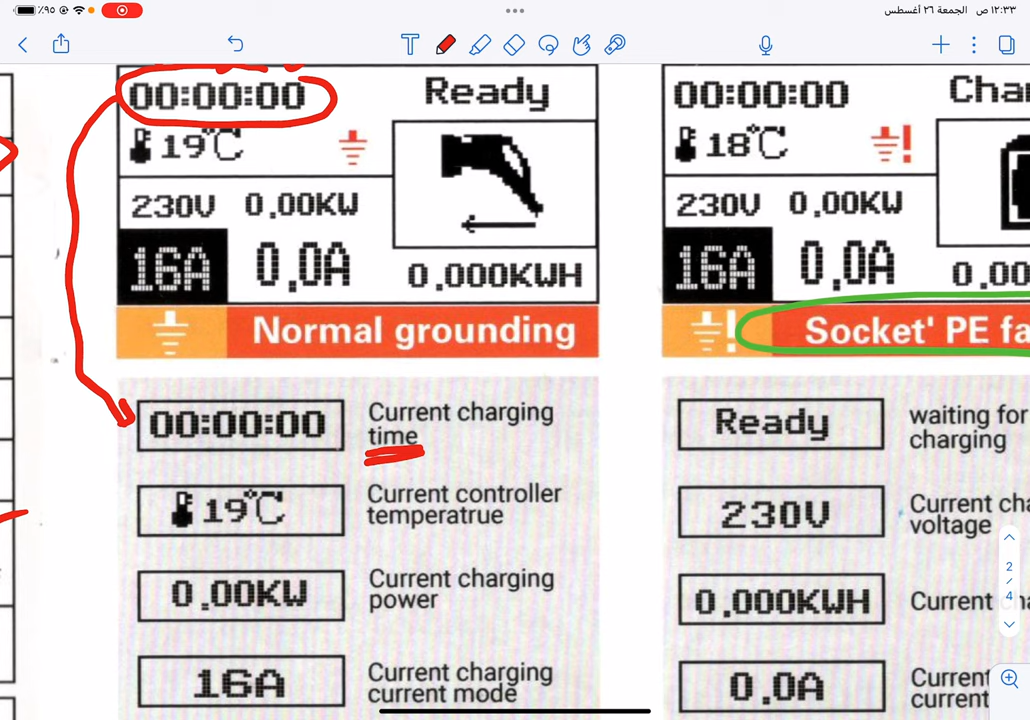 ٪٩٥
١٢:٣٣ ص الجمعة ٢٦ أغسطس
T
00:00:00 Ready
19°C
230V 0.00KW
16A 0.0A 0.000KWH
Normal grounding
00:00:00
18°C
230V 0.00KW
16A 0.0A
Socket' PE
00:00:00 Current charging
time
19°C Current controller
temperatrue
0.00KW Current charging
power
16A Current charging
current mode
Ready waiting for
charging
230V Current
voltage
0.000KWH Current
0.0A Current
current
2
/
4